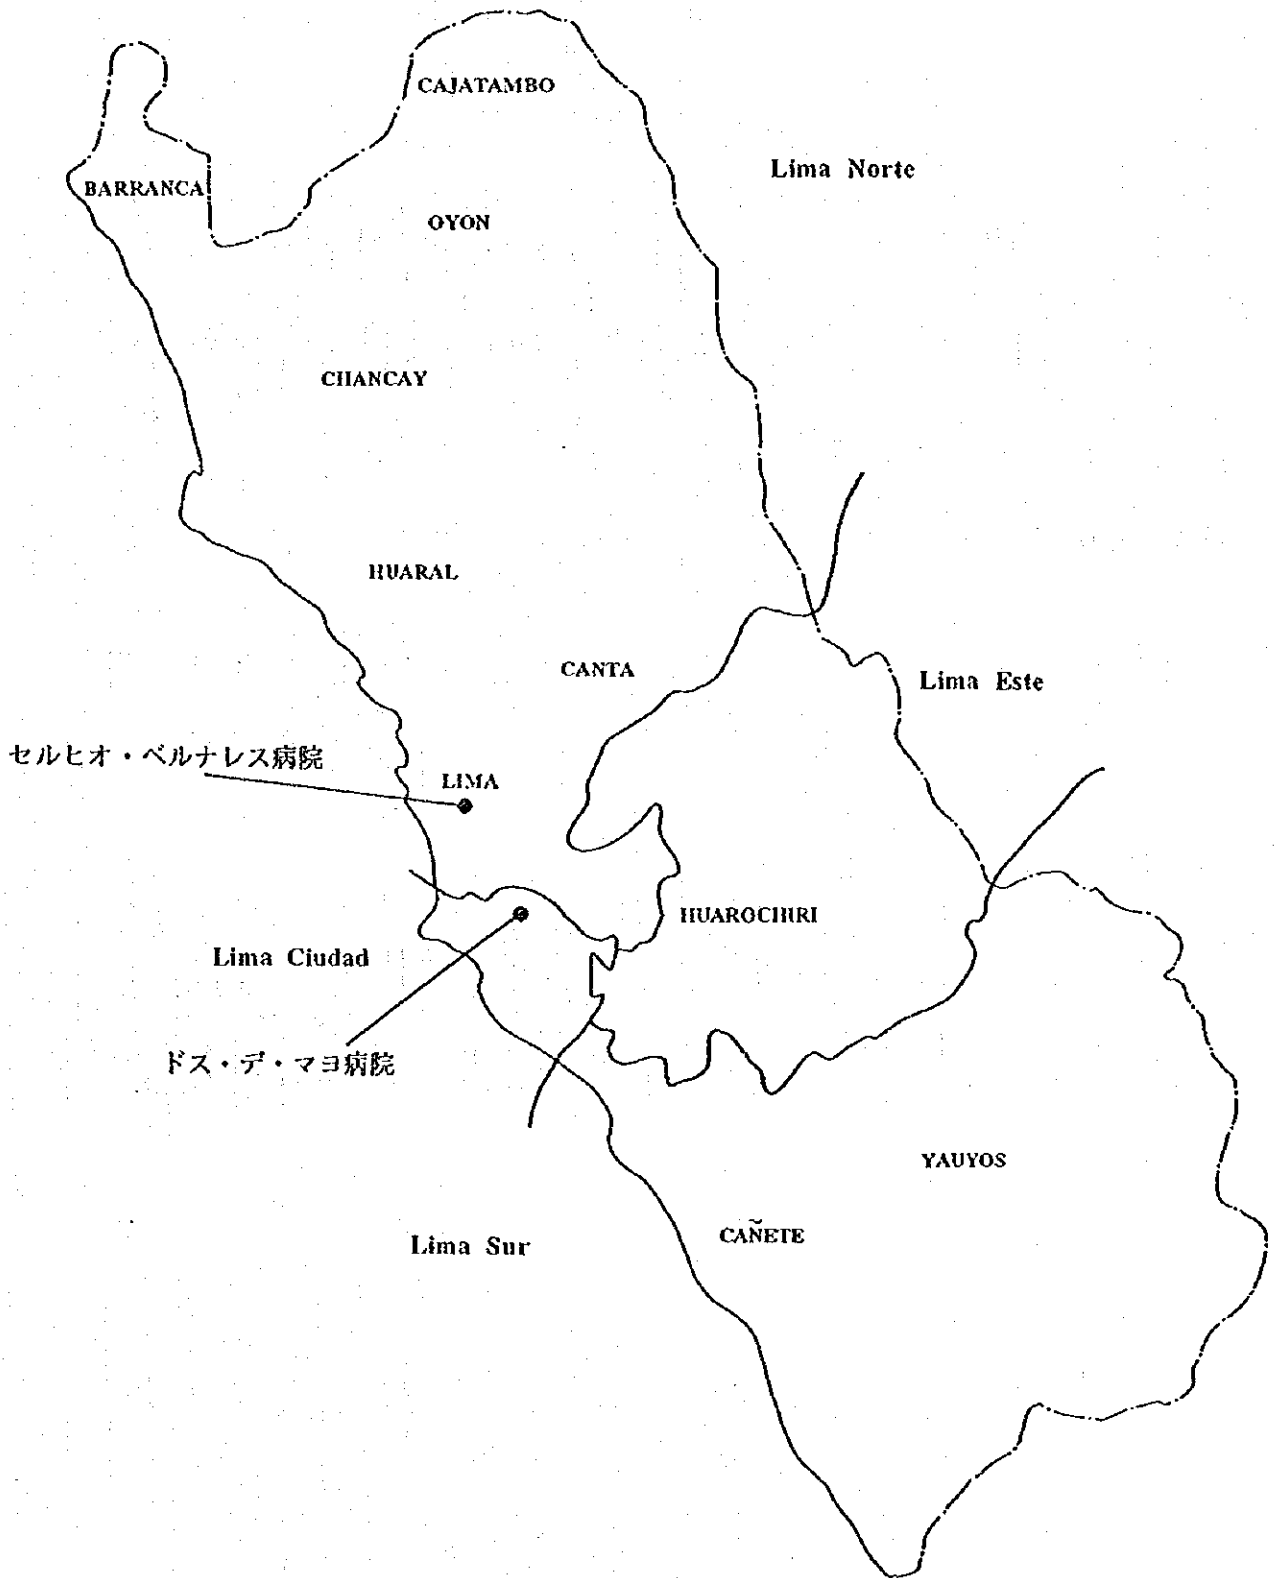 CAJATAMBO
Lima Norte
BARRANCA
OYON
CHANCAY
HUARAL
CANTA
Lima Este
セルヒオ・ベルナレス病院
LIMA
HUAROCHIRI
Lima Ciudad
ドス・デ・マヨ病院
YAUYOS
CAÑETE
Lima Sur